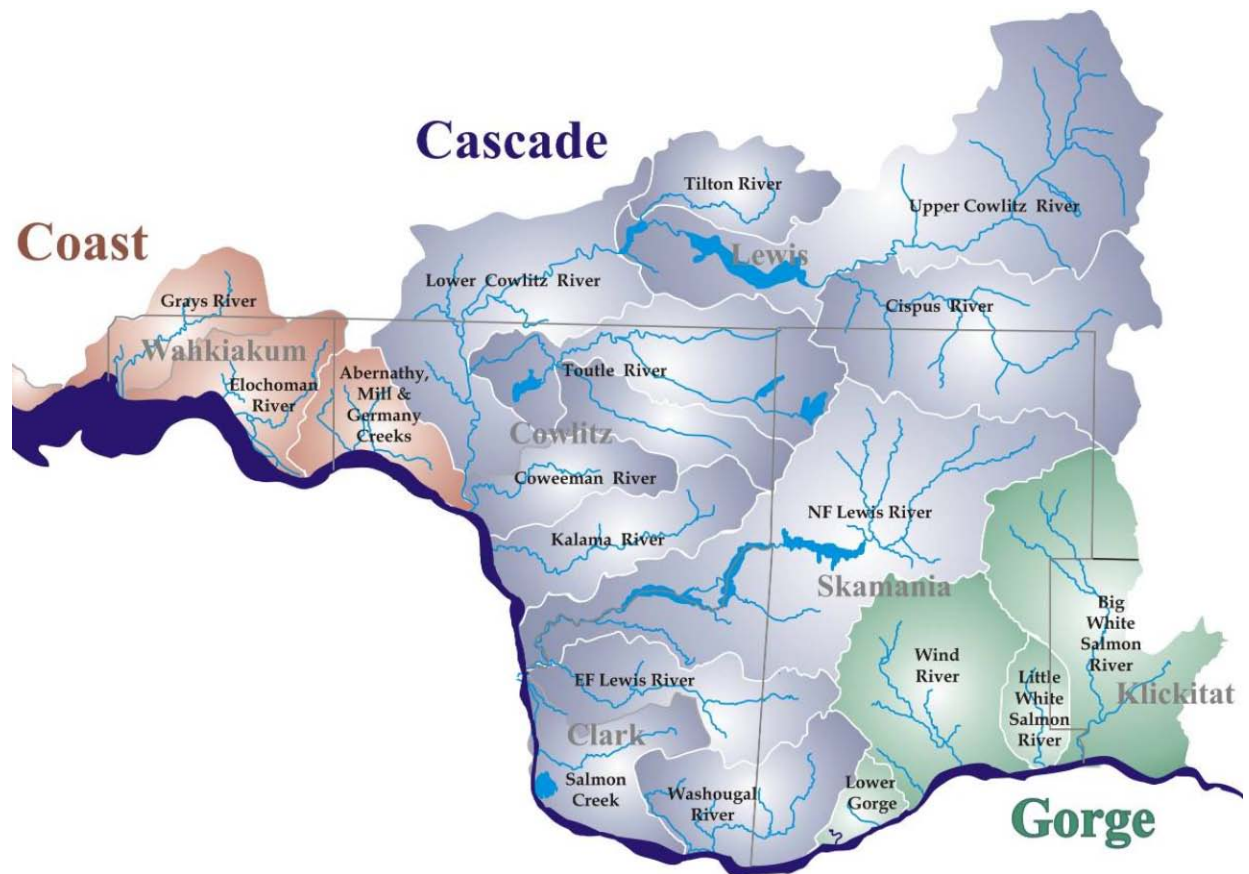 Cascade
Coast
Tilton River
Upper Cowlitz River
Lewis
Lower Cowlitz River
Grays River
Cispus River
Wahkiakum
Elochoman
River
Abernathy,
Mill &
Germany
Creeks
Toutle River
Cowlitz
Coweeman River
NF Lewis River
Kalama River
Skamania
Big
White
Salmon
River
Wind
River
Little
White
Salmon
River
Klickitat
EF Lewis River
Clark
Salmon
Creek
Washougal
River
Lower
Gorge
Gorge